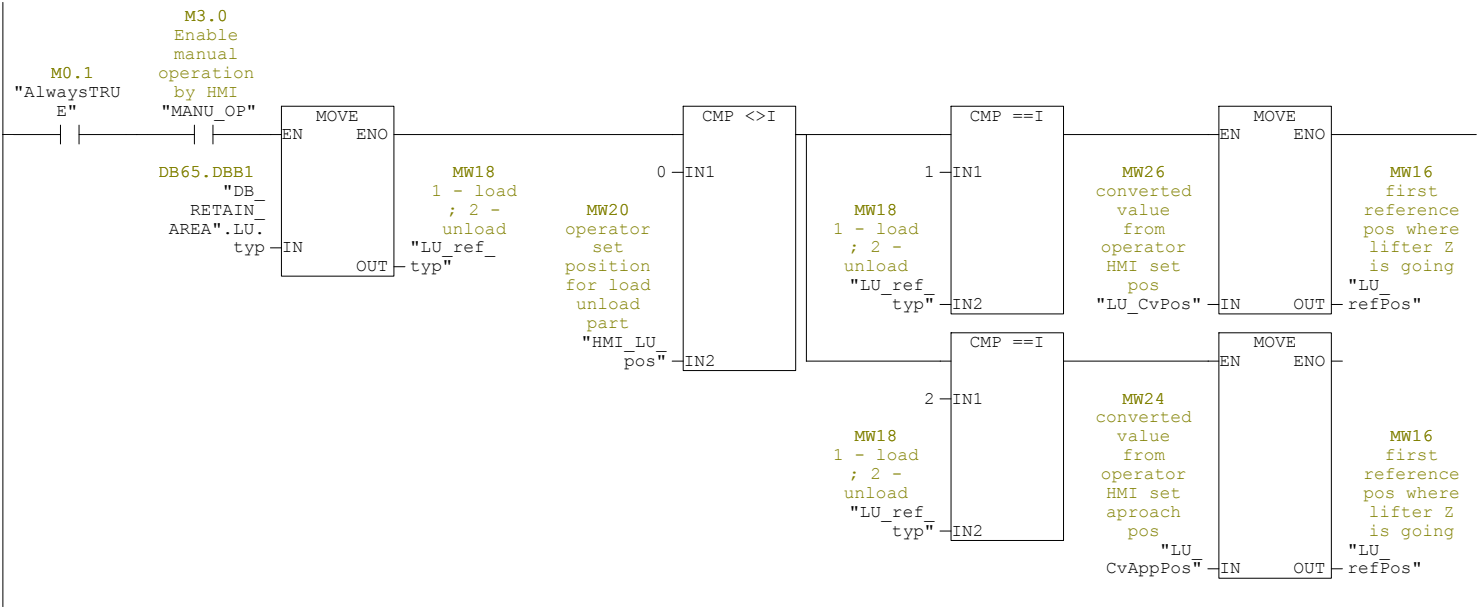 M3.0
Enable
manual
operation
by HMI
"MANU_OP"
M0.1
"AlwaysTRU
E"
MOVE
EN ENO
DB65.DBB1
"DB_
RETAIN_
AREA".LU.
typ
IN
OUT
MW18
1 - load
; 2 -
unload
"LU_ref_
typ"
CMP <>I
0
IN1
MW20
operator
set
position
for load
unload
part
"HMI_LU_
pos"
IN2
CMP ==I
1
IN1
MW18
1 - load
; 2 -
unload
"LU_ref_
typ"
IN2
MOVE
EN ENO
MW26
converted
value
from
operator
HMI set
pos
"LU_CvPos"
IN
OUT
MW16
first
reference
pos where
lifter Z
is going
"LU_
refPos"
CMP ==I
2
IN1
MW18
1 - load
; 2 -
unload
"LU_ref_
typ"
IN2
MOVE
EN ENO
MW24
converted
value
from
operator
HMI set
aproach
pos
"LU_
CvAppPos"
IN
OUT
MW16
first
reference
pos where
lifter Z
is going
"LU_
refPos"